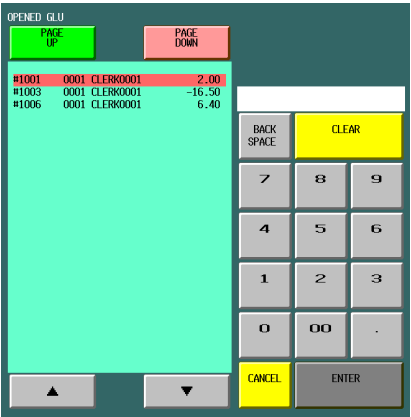 OPENED GLU
PAGE UP
PAGE DOWN
#1001 0001 CLERK0001 2.00
#1003 0001 CLERK0001 -16.50
#1006 0001 CLERK0001 6.40
BACK SPACE
CLEAR
7 8 9
4 5 6
1 2 3
0 00 .
CANCEL
ENTER